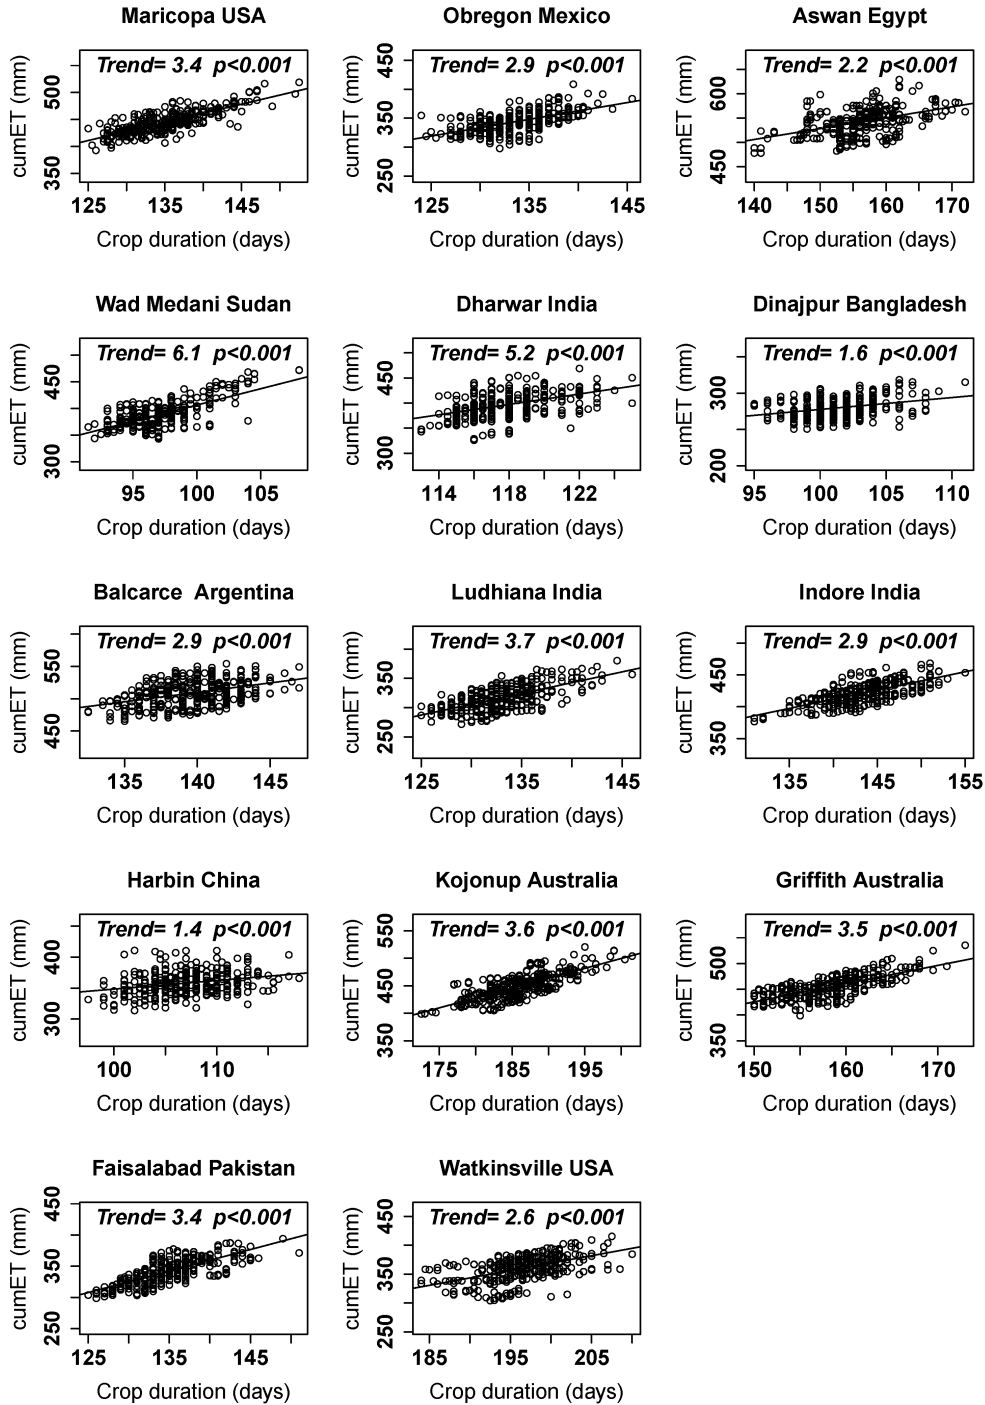 Maricopa USA
Obregon Mexico
Aswan Egypt
Trend= 3.4 p<0.001
Trend= 2.9 p<0.001
Trend= 2.2 p<0.001
cumET (mm)
350 500
cumET (mm)
250 350 450
cumET (mm)
450 600
125 135 145
125 135 145
140 150 160 170
Crop duration (days)
Crop duration (days)
Crop duration (days)
Wad Medani Sudan
Dharwar India
Dinajpur Bangladesh
Trend= 6.1 p<0.001
Trend= 5.2 p<0.001
Trend= 1.6 p<0.001
cumET (mm)
300 450
cumET (mm)
300 450
cumET (mm)
200 300
95 100 105
114 118 122
95 100 105 110
Crop duration (days)
Crop duration (days)
Crop duration (days)
Balcarce  Argentina
Ludhiana India
Indore India
Trend= 2.9 p<0.001
Trend= 3.7 p<0.001
Trend= 2.9 p<0.001
cumET (mm)
450 550
cumET (mm)
250 350
cumET (mm)
350 450
135 140 145
125 135 145
135 145 155
Crop duration (days)
Crop duration (days)
Crop duration (days)
Harbin China
Kojonup Australia
Griffith Australia
Trend= 1.4 p<0.001
Trend= 3.6 p<0.001
Trend= 3.5 p<0.001
cumET (mm)
300 400
cumET (mm)
350 450 550
cumET (mm)
350 500
100 110
175 185 195
150 160 170
Crop duration (days)
Crop duration (days)
Crop duration (days)
Faisalabad Pakistan
Watkinsville USA
Trend= 3.4 p<0.001
Trend= 2.6 p<0.001
cumET (mm)
250 350 450
cumET (mm)
250 350 450
125 135 145
185 195 205
Crop duration (days)
Crop duration (days)